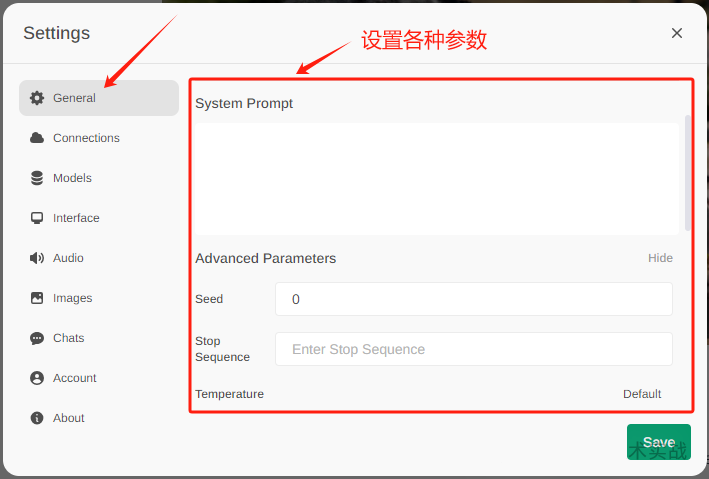 Settings
设置各种参数
General
Connections
Models
Interface
Audio
Images
Chats
Account
About
System Prompt
Advanced Parameters Hide
Seed 0
Stop
Sequence
Enter Stop Sequence
Temperature Default
Save
术实战